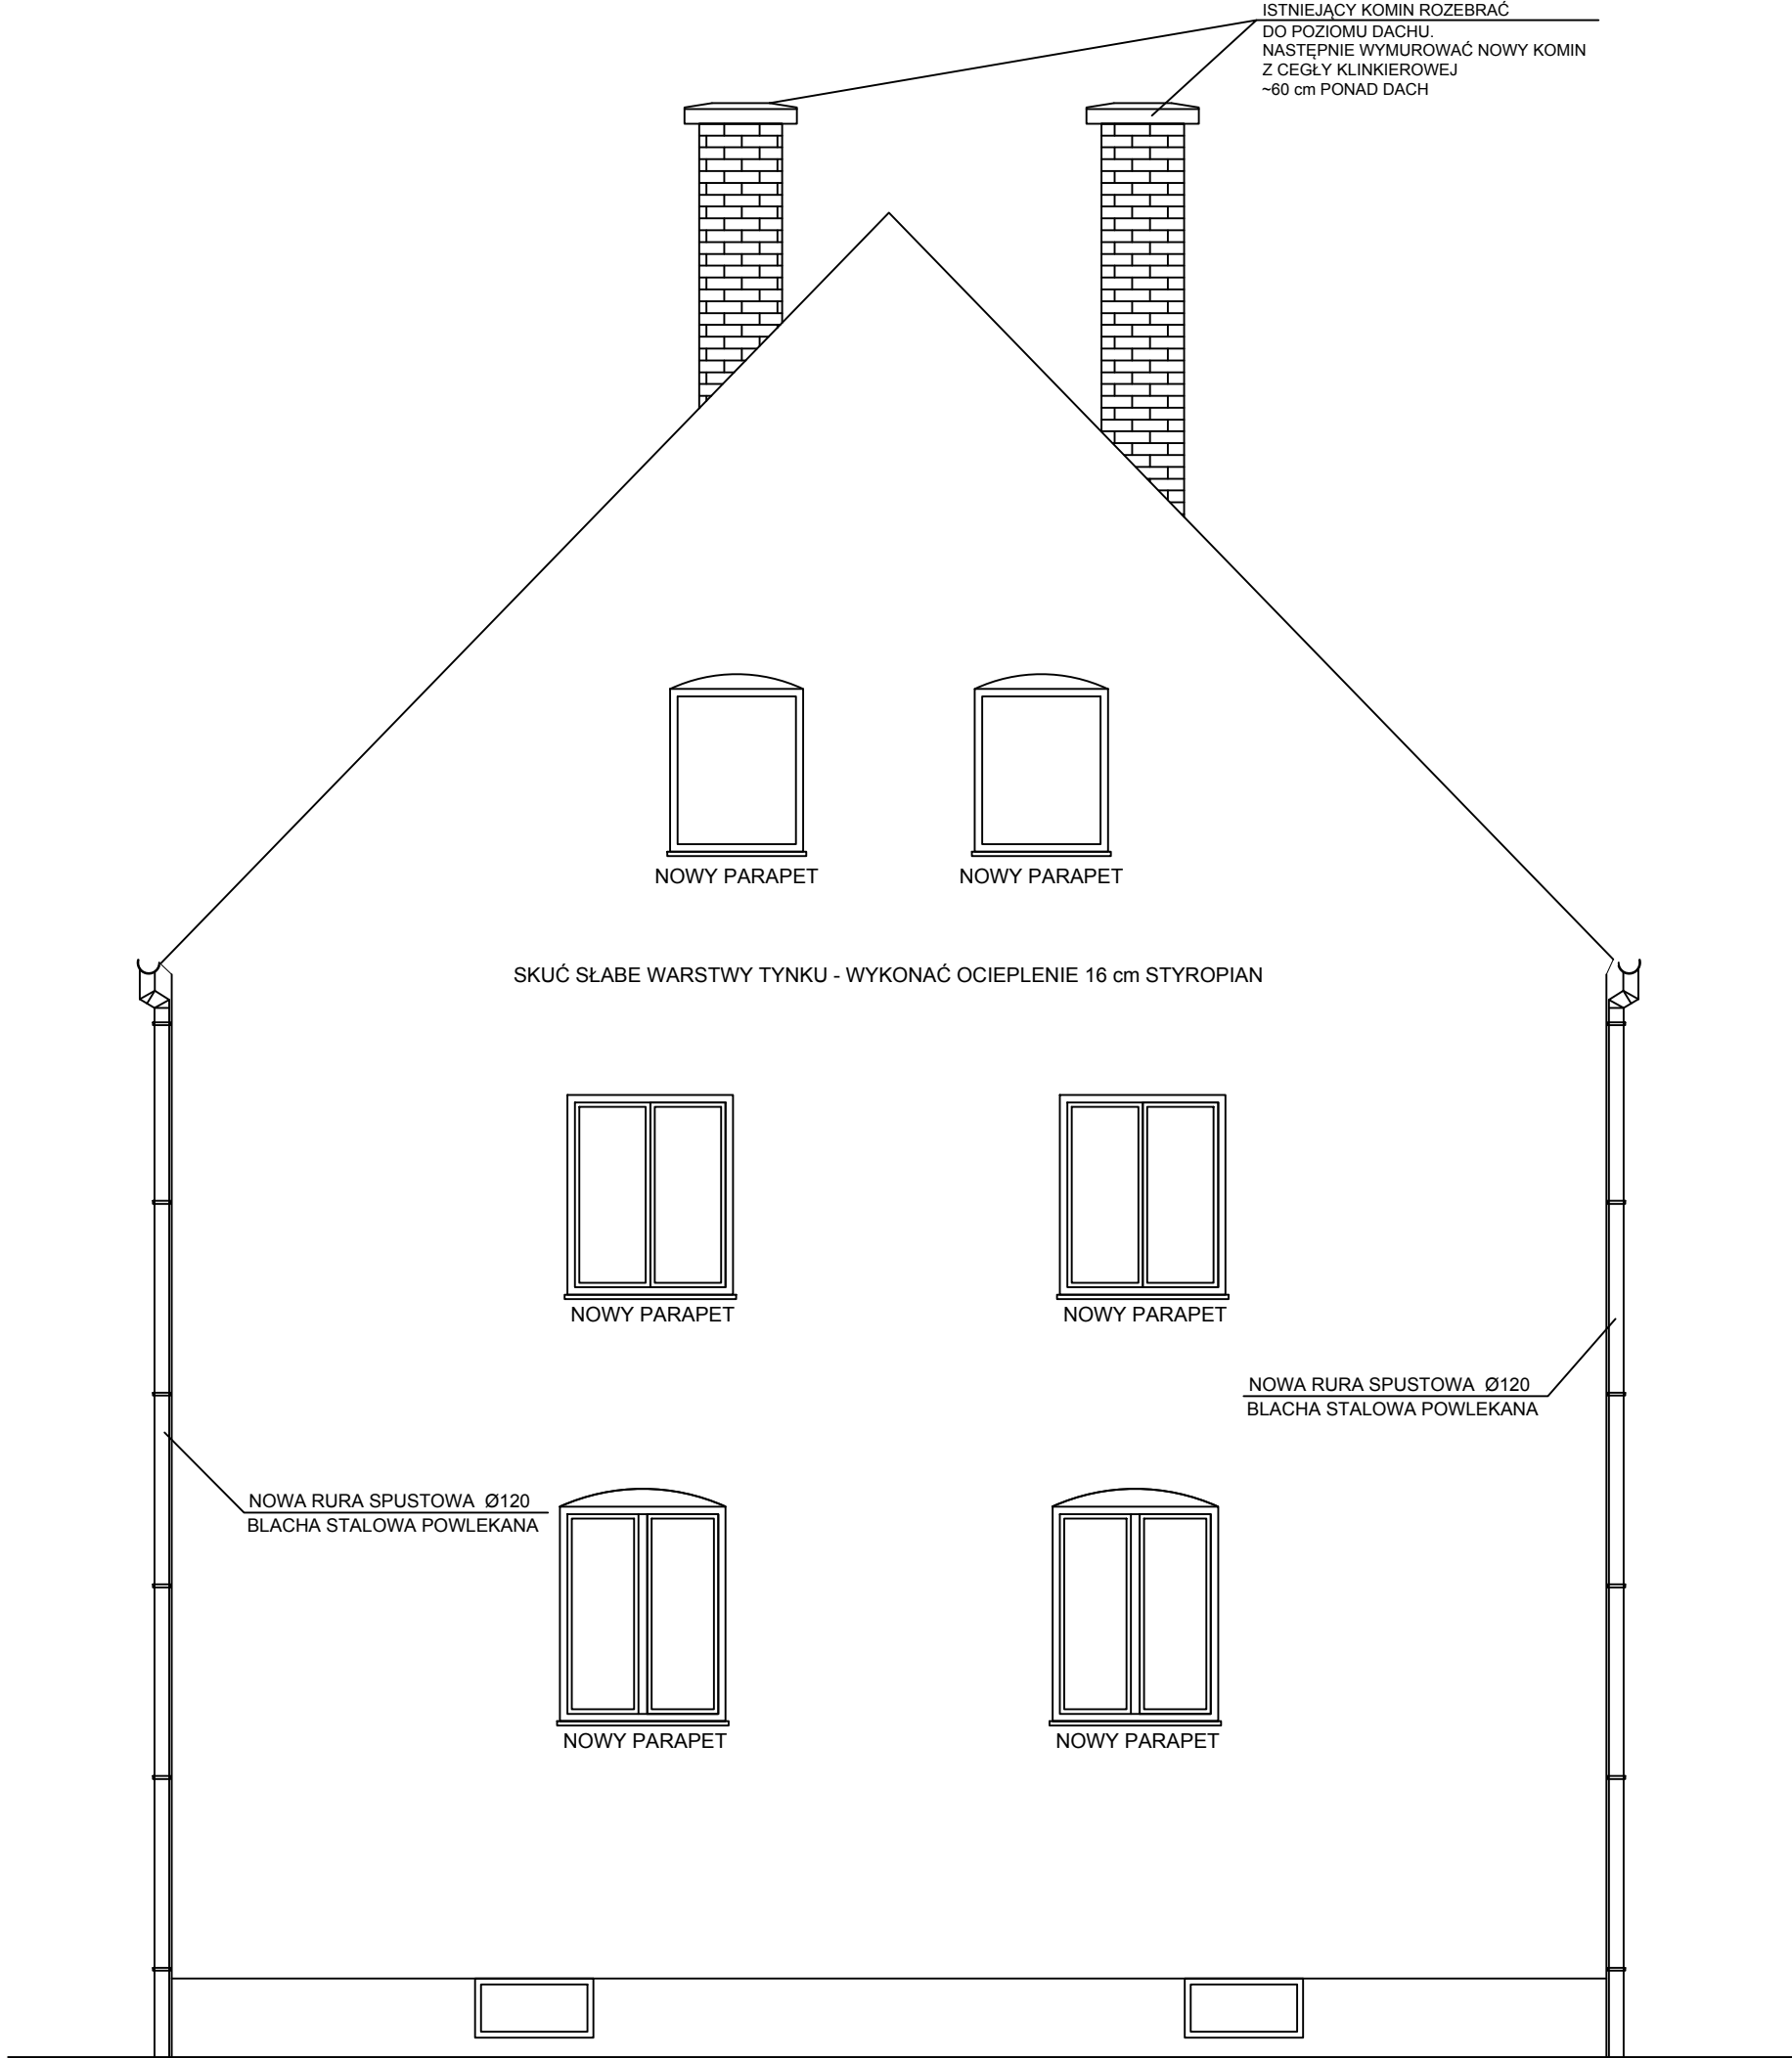 ISTNIEJĄCY KOMIN ROZEBRAĆ
DO POZIOMU DACHU.
NASTĘPNIE WYMUROWAĆ NOWY KOMIN
Z CEGŁY KLINKIEROWEJ
~60 cm PONAD DACH
NOWY PARAPET
NOWY PARAPET
SKUĆ SŁABE WARSTWY TYNKU - WYKONAĆ OCIEPLENIE 16 cm STYROPIAN
NOWY PARAPET
NOWY PARAPET
NOWA RURA SPUSTOWA Ø120
BLACHA STALOWA POWLEKANA
NOWA RURA SPUSTOWA Ø120
BLACHA STALOWA POWLEKANA
NOWY PARAPET
NOWY PARAPET